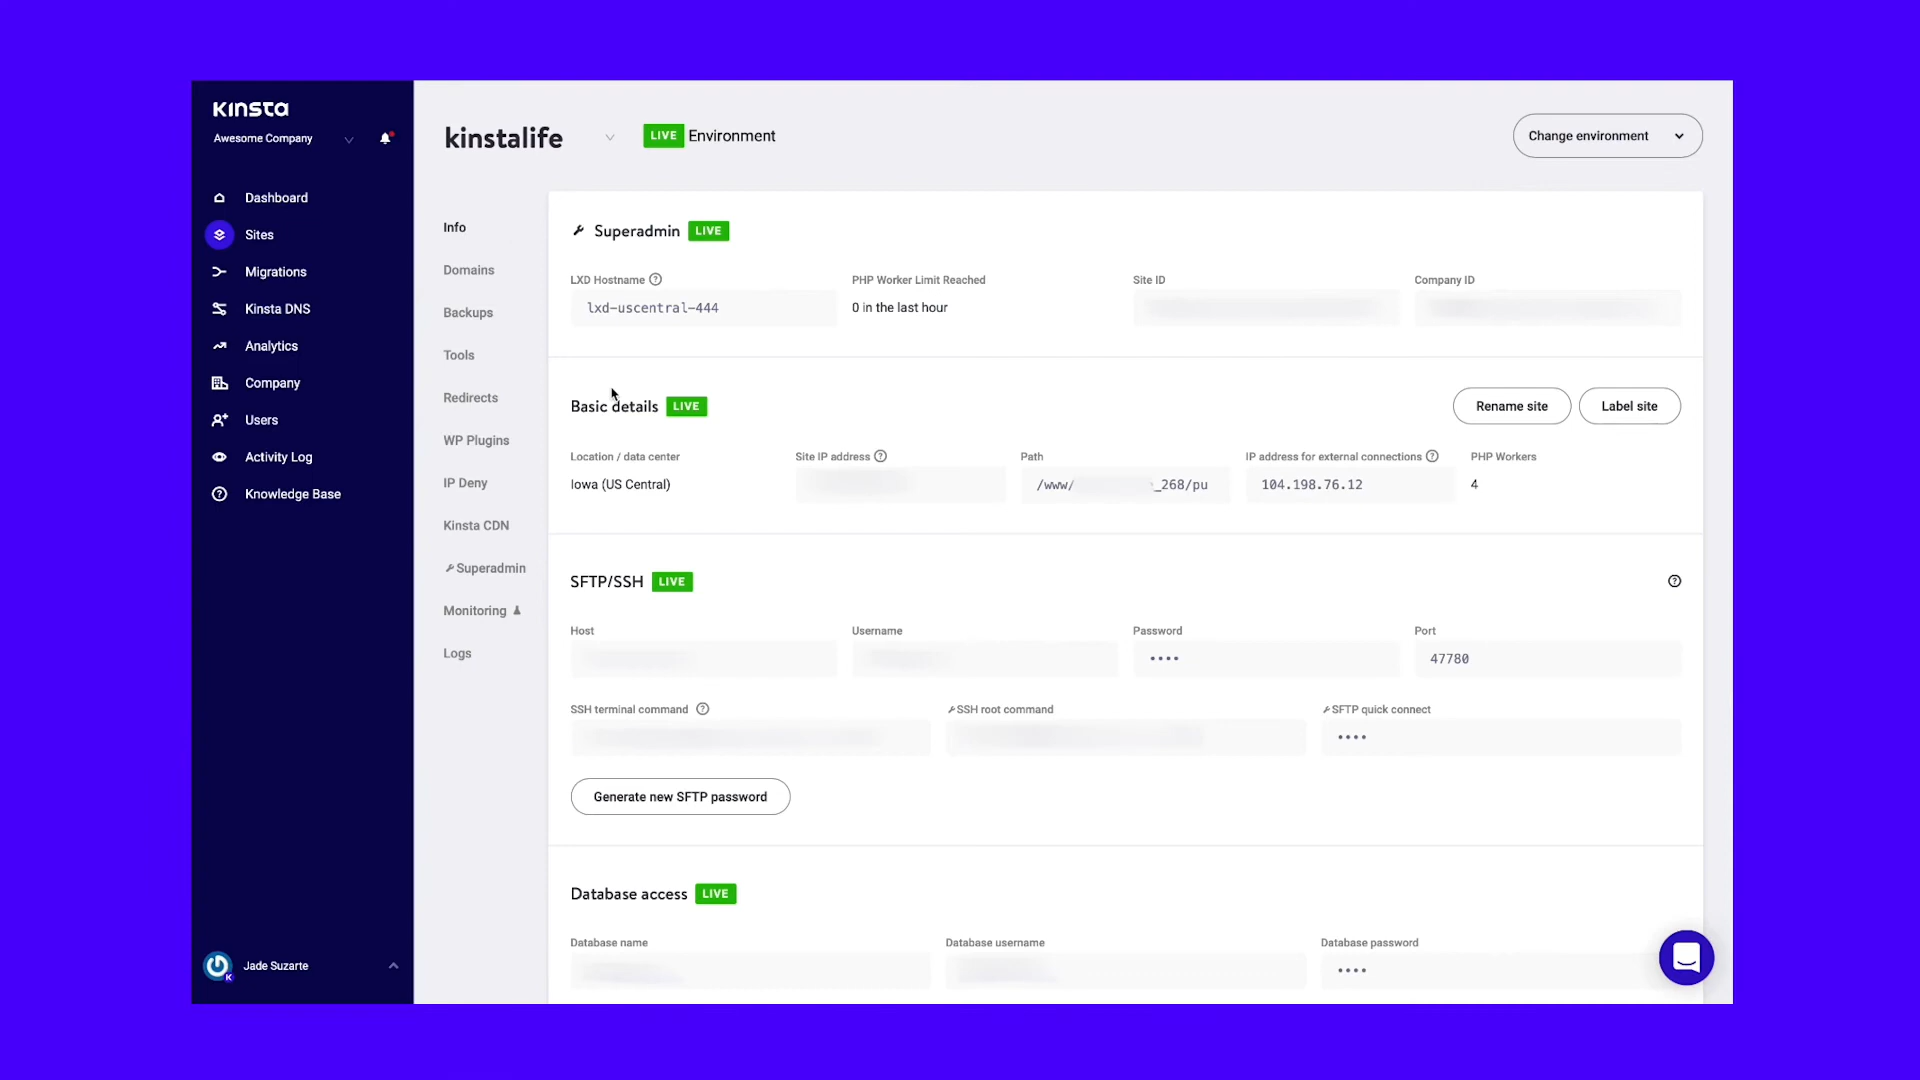 Kinsta
Awesome Company
Dashboard
Sites
Migrations
Kinsta DNS
Analytics
Company
Users
Activity Log
Knowledge Base
Jade Suzarte
K
kinstalife
LIVE Environment
Change environment
Info
Domains
Backups
Tools
Redirects
WP Plugins
IP Deny
Kinsta CDN
Superadmin
Monitoring
Logs
Superadmin LIVE
LXD Hostname ? PHP Worker Limit Reached Site ID Company ID
lxd-uscentral-444 0 in the last hour
Basic details LIVE Rename site Label site
Location / data center Site IP address ? Path IP address for external connections ? PHP Workers
Iowa (US Central) /www/ _268/pu 104.198.76.12 4
SFTP/SSH LIVE ?
Host Username Password Port
•••• 47780
SSH terminal command ? SSH root command SFTP quick connect
••••
Generate new SFTP password
Database access LIVE
Database name Database username Database password
••••